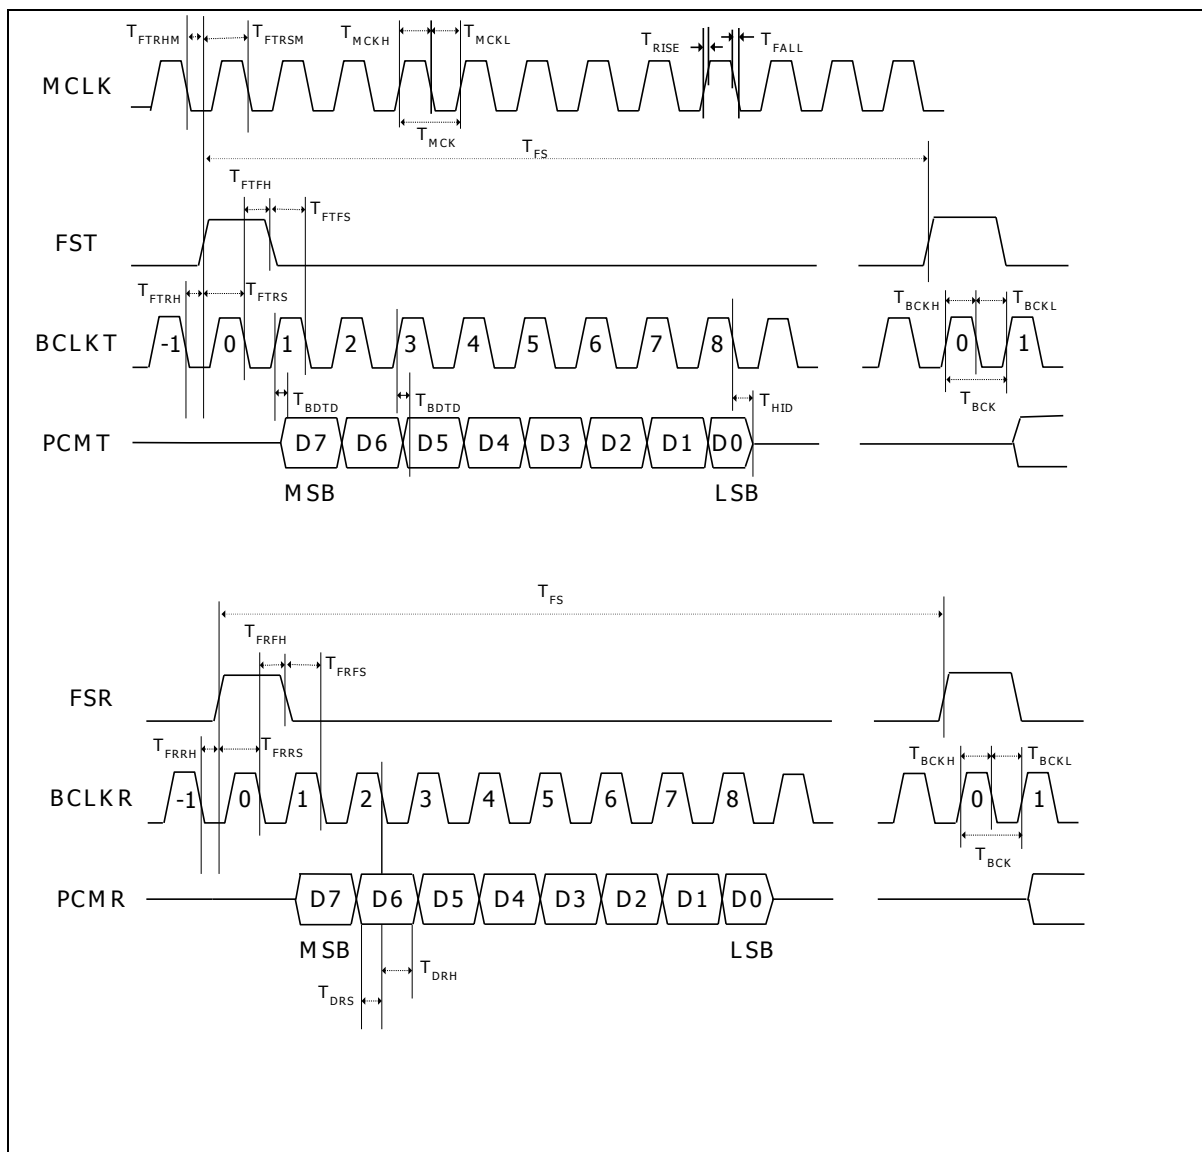 TFTRHM TFTRSM TMCKH TMCKL TRISE TFALL
MCLK
TMCK
TFS
TFTFH TFTFS
FST
TFTRH TFTRS TBCKH TBCKL
BCLKT -1 0 1 2 3 4 5 6 7 8 0 1
TBDTD TBDTD THID TBCK
PCMT D7 D6 D5 D4 D3 D2 D1 D0
MSB LSB
TFS
TFRFH TFRFS
FSR
TFRRH TFRRS TBCKH TBCKL
BCLKR -1 0 1 2 3 4 5 6 7 8 0 1
TBCK
PCMR D7 D6 D5 D4 D3 D2 D1 D0
MSB LSB
TDRH
TDRS